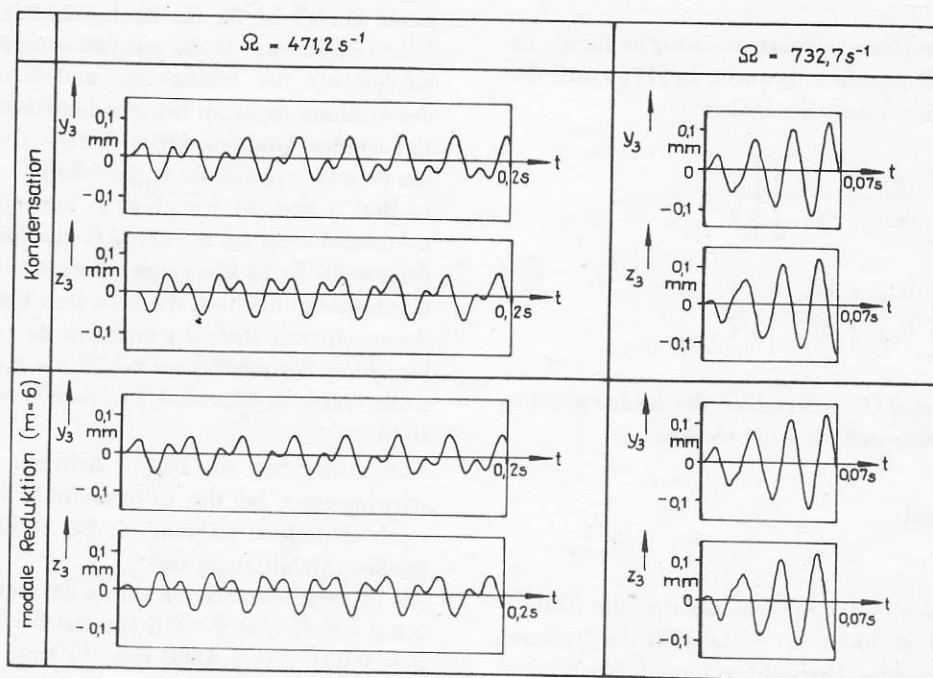 Ω = 471,2 s⁻¹
Ω = 732,7 s⁻¹
Kondensation
y₃
0,1
mm
0
−0,1
t
0,2s
z₃
0,1
mm
0
−0,1
t
0,2s
y₃
0,1
mm
0
−0,1
t
0,07s
z₃
0,1
mm
0
−0,1
t
0,07s
modale Reduktion (m=6)
y₃
0,1
mm
0
−0,1
t
0,2s
z₃
0,1
mm
0
−0,1
t
0,2s
y₃
0,1
mm
0
−0,1
t
0,07s
z₃
0,1
mm
0
−0,1
t
0,07s